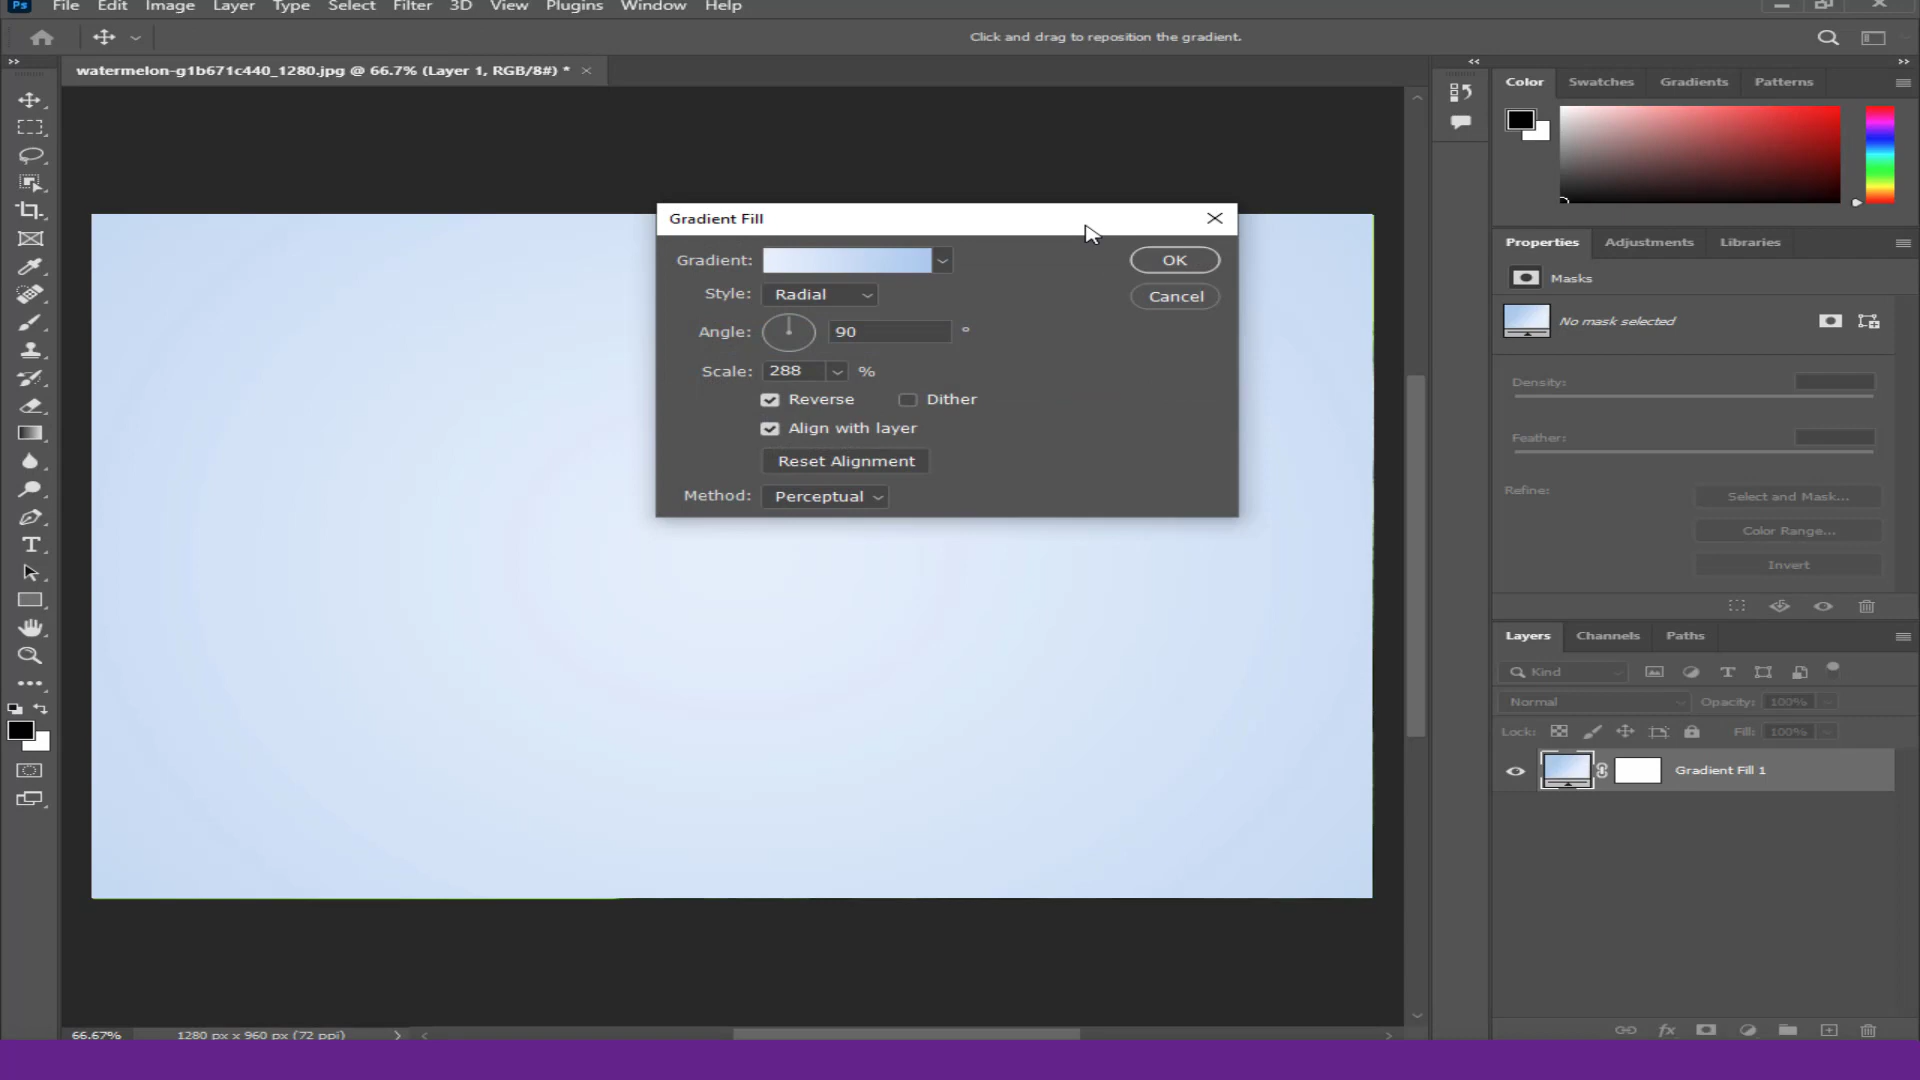 Ps File Edit Image Layer Type Select Filter 3D View Plugins Window Help
Click and drag to reposition the gradient.
watermelon-g1b671c440_1280.jpg @ 66.7% (Layer 1, RGB/8#) *
Color Swatches Gradients Patterns
Gradient Fill
Gradient:
OK
Style: Radial
Cancel
Angle: 90 °
Scale: 288 %
Reverse Dither
Align with layer
Reset Alignment
Method: Perceptual
Properties Adjustments Libraries
Masks
No mask selected
Density:
Feather:
Refine: Select and Mask...
Color Range...
Invert
Layers Channels Paths
Kind
Normal Opacity: 100%
Lock: Fill: 100%
Gradient Fill 1
66.67% 1280 px x 960 px (72 ppi)